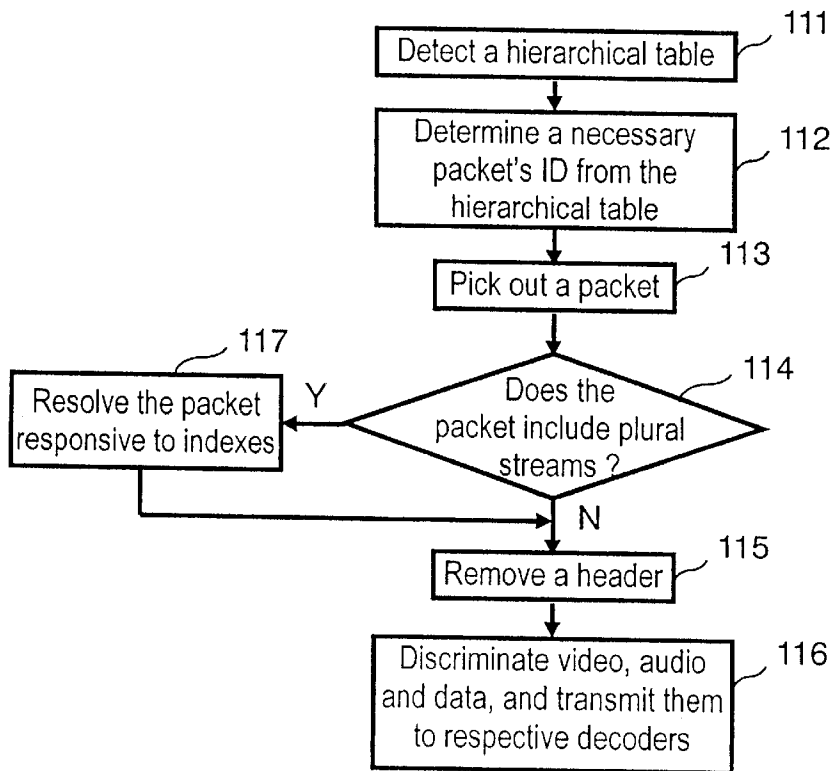 111
Detect a hierarchical table
112
Determine a necessary
packet's ID from the
hierarchical table
113
Pick out a packet
117
Y
114
Resolve the packet
responsive to indexes
Does the
packet include plural
streams ?
N
115
Remove a header
116
Discriminate video, audio
and data, and transmit them
to respective decoders